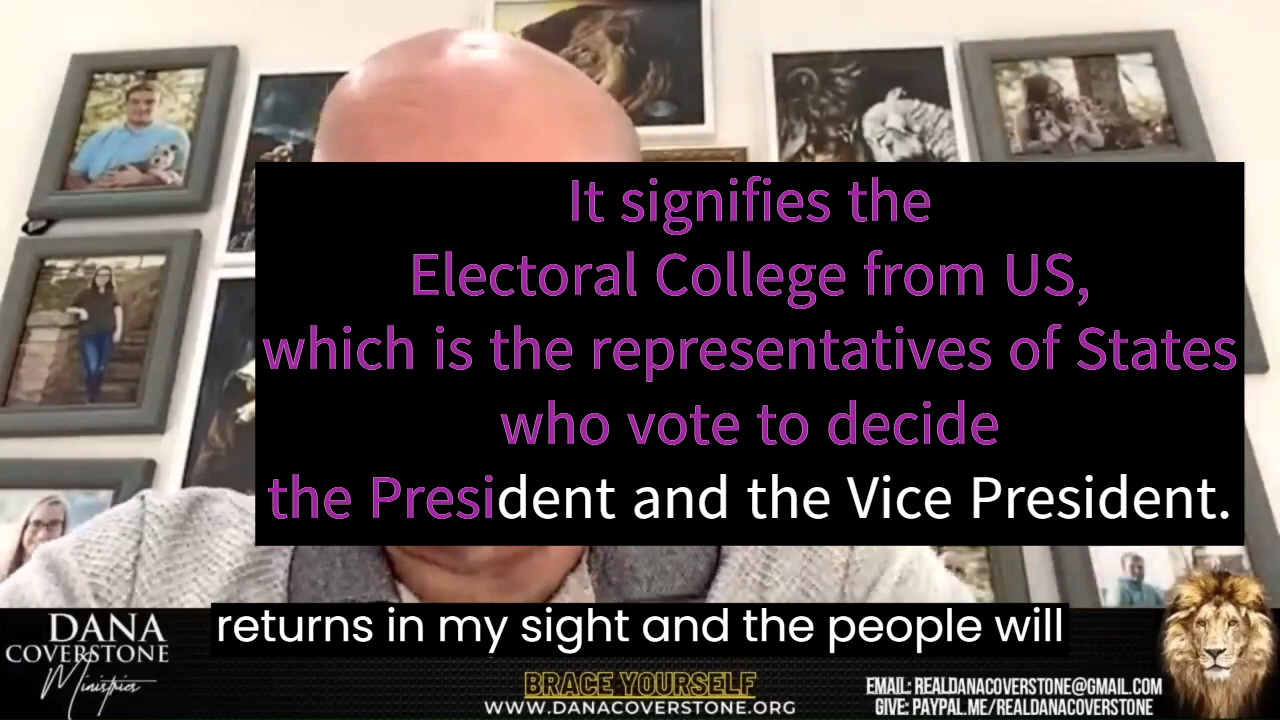 It signifies the
Electoral College from US,
which is the representatives of States
who vote to decide
the President and the Vice President.
returns in my sight and the people will
DANA
COVERSTONE
Ministries
BRACE YOURSELF
WWW.DANACOVERSTONE.ORG
EMAIL: REALDANACOVERSTONE@GMAIL.COM
GIVE: PAYPAL.ME/REALDANACOVERSTONE